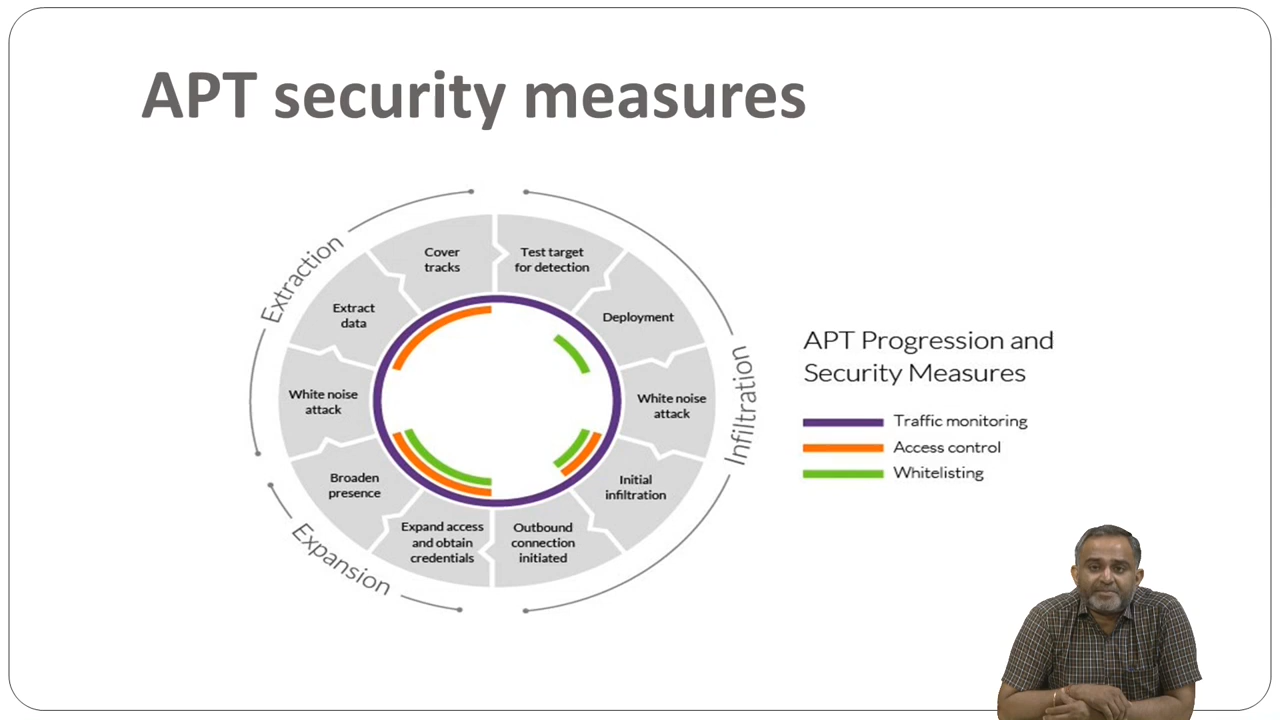 APT security measures
Extraction
Infiltration
Expansion
Cover
tracks
Test target
for detection
Extract
data
Deployment
White noise
attack
White noise
attack
Broaden
presence
Initial
infiltration
Expand access
and obtain
credentials
Outbound
connection
initiated
APT Progression and
Security Measures
Traffic monitoring
Access control
Whitelisting